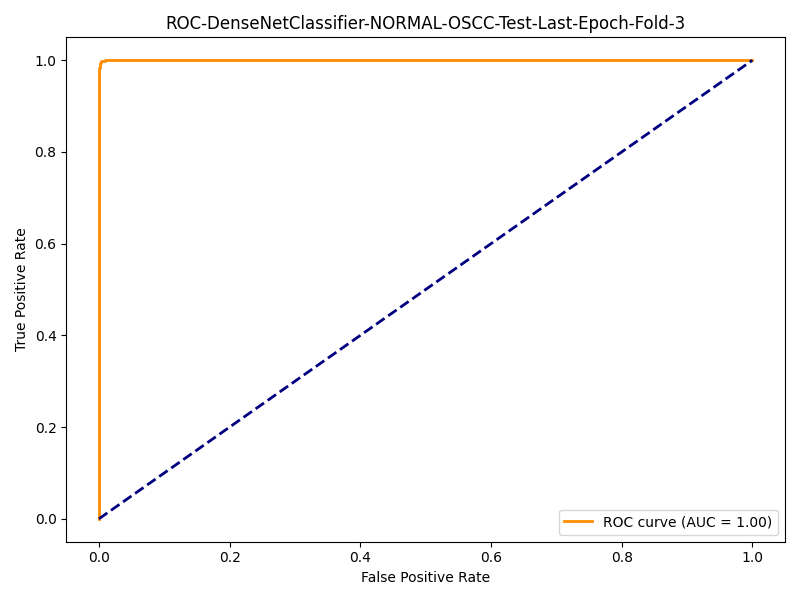 ROC-DenseNetClassifier-NORMAL-OSCC-Test-Last-Epoch-Fold-3
1.0
0.8
0.6
0.4
0.2
0.0
True Positive Rate
ROC curve (AUC = 1.00)
0.0 0.2 0.4 0.6 0.8 1.0
False Positive Rate